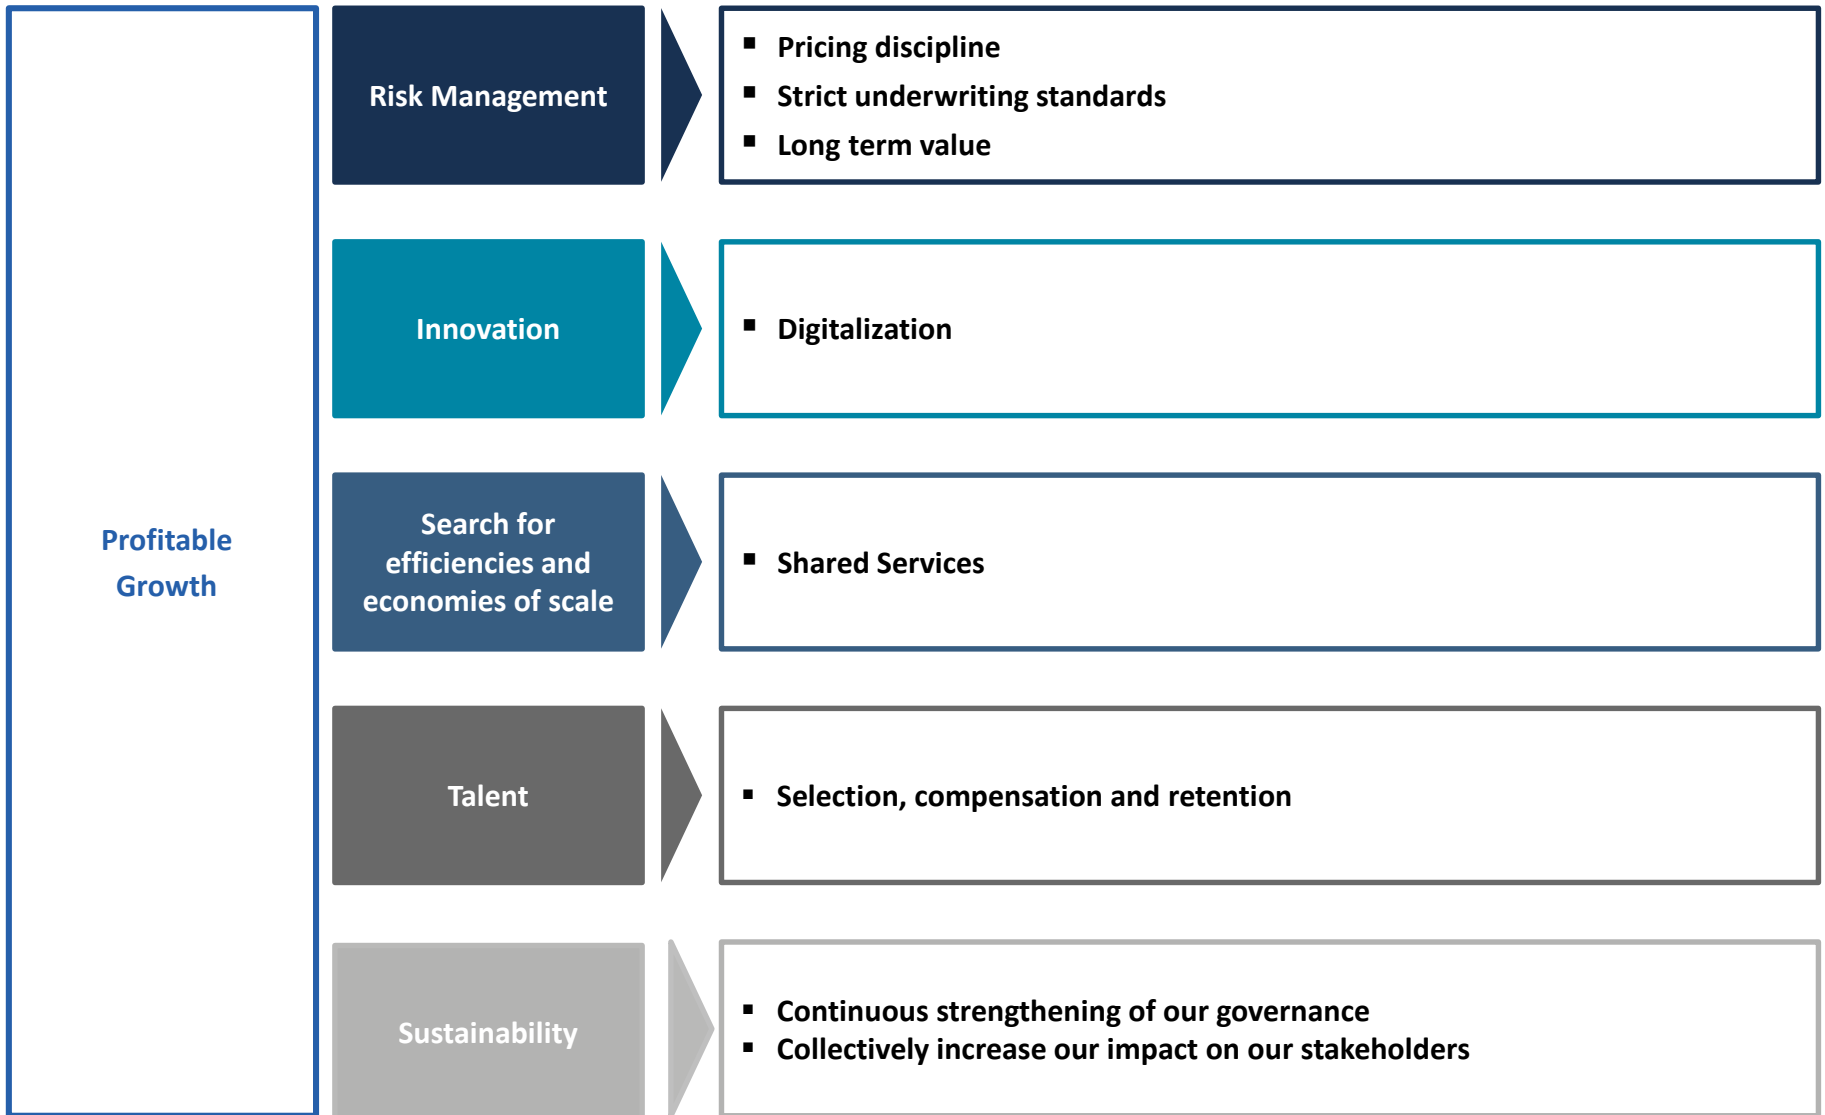 Profitable
Growth
Risk Management
▪ Pricing discipline
▪ Strict underwriting standards
▪ Long term value
Innovation
▪ Digitalization
Search for
efficiencies and
economies of scale
▪ Shared Services
Talent
▪ Selection, compensation and retention
Sustainability
▪ Continuous strengthening of our governance
▪ Collectively increase our impact on our stakeholders